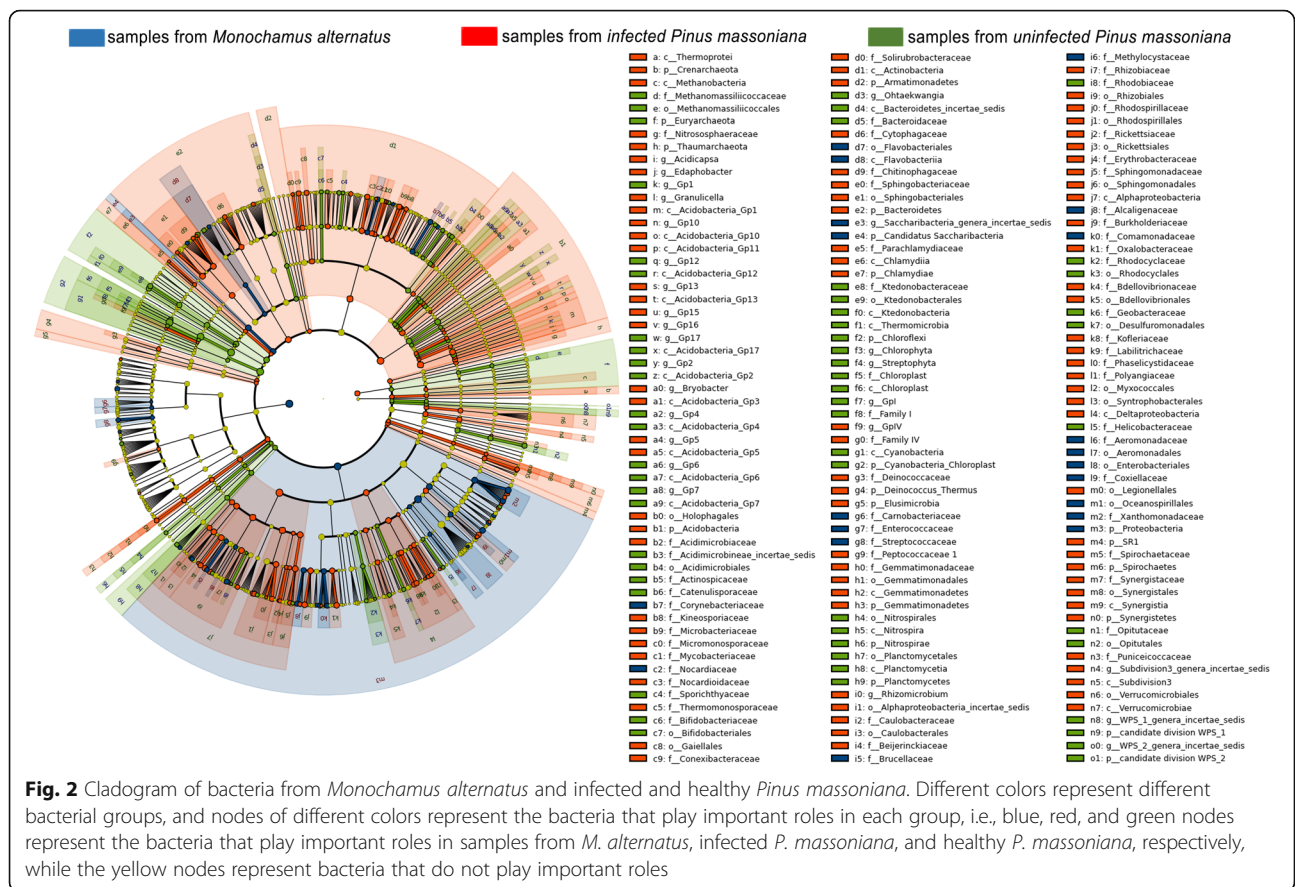 samples from Monochamus alternatus
samples from infected Pinus massoniana
samples from uninfected Pinus massoniana
a: c__Thermoprotei
b: p__Crenarchaeota
c: c__Methanobacteria
d: f__Methanomassiliicoccaceae
e: o__Methanomassiliicoccales
f: p__Euryarchaeota
g: f__Nitrososphaeraceae
h: p__Thaumarchaeota
i: g__Acidicapsa
j: g__Edaphobacter
k: g__Gp1
l: g__Granulicella
m: c__Acidobacteria_Gp1
n: g__Gp10
o: c__Acidobacteria_Gp10
p: c__Acidobacteria_Gp11
q: g__Gp12
r: c__Acidobacteria_Gp12
s: g__Gp13
t: c__Acidobacteria_Gp13
u: g__Gp15
v: g__Gp16
w: g__Gp17
x: c__Acidobacteria_Gp17
y: g__Gp2
z: c__Acidobacteria_Gp2
a0: g__Bryobacter
a1: c__Acidobacteria_Gp3
a2: g__Gp4
a3: c__Acidobacteria_Gp4
a4: g__Gp5
a5: c__Acidobacteria_Gp5
a6: g__Gp6
a7: c__Acidobacteria_Gp6
a8: g__Gp7
a9: c__Acidobacteria_Gp7
b0: o__Holophagales
b1: p__Acidobacteria
b2: f__Acidimicrobiaceae
b3: f__Acidimicrobineae_incertae_sedis
b4: o__Acidimicrobiales
b5: f__Actinospicaceae
b6: f__Catenulisporaceae
b7: f__Corynebacteriaceae
b8: f__Kineosporiaceae
b9: f__Microbacteriaceae
c0: f__Micromonosporaceae
c1: f__Mycobacteriaceae
c2: f__Nocardiaceae
c3: f__Nocardioidaceae
c4: f__Sporichthyaceae
c5: f__Thermomonosporaceae
c6: f__Bifidobacteriaceae
c7: o__Bifidobacteriales
c8: o__Gaiellales
c9: f__Conexibacteraceae
d0: f__Solirubrobacteraceae
d1: c__Actinobacteria
d2: p__Armatimonadetes
d3: g__Ohtaekwangia
d4: c__Bacteroidetes_incertae_sedis
d5: f__Bacteroidaceae
d6: f__Cytophagaceae
d7: o__Flavobacteriales
d8: c__Flavobacteriia
d9: f__Chitinophagaceae
e0: f__Sphingobacteriaceae
e1: o__Sphingobacteriales
e2: p__Bacteroidetes
e3: g__Saccharibacteria_genera_incertae_sedis
e4: p__Candidatus Saccharibacteria
e5: f__Parachlamydiaceae
e6: c__Chlamydiia
e7: p__Chlamydiae
e8: f__Ktedonobacteraceae
e9: o__Ktedonobacterales
f0: c__Ktedonobacteria
f1: c__Thermomicrobia
f2: p__Chloroflexi
f3: g__Chlorophyta
f4: g__Streptophyta
f5: f__Chloroplast
f6: c__Chloroplast
f7: g__GpI
f8: f__Family I
f9: g__GpIV
g0: f__Family IV
g1: c__Cyanobacteria
g2: p__Cyanobacteria_Chloroplast
g3: f__Deinococcaceae
g4: p__Deinococcus_Thermus
g5: p__Elusimicrobia
g6: f__Carnobacteriaceae
g7: f__Enterococcaceae
g8: f__Streptococcaceae
g9: f__Peptococcaceae 1
h0: f__Gemmatimonadaceae
h1: o__Gemmatimonadales
h2: c__Gemmatimonadetes
h3: p__Gemmatimonadetes
h4: o__Nitrospirales
h5: c__Nitrospira
h6: p__Nitrospirae
h7: o__Planctomycetales
h8: c__Planctomycetia
h9: p__Planctomycetes
i0: g__Rhizomicrobium
i1: o__Alphaproteobacteria_incertae_sedis
i2: f__Caulobacteraceae
i3: o__Caulobacterales
i4: f__Beijerinckiaceae
i5: f__Brucellaceae
i6: f__Methylocystaceae
i7: f__Rhizobiaceae
i8: f__Rhodobiaceae
i9: o__Rhizobiales
j0: f__Rhodospirillaceae
j1: o__Rhodospirillales
j2: f__Rickettsiaceae
j3: o__Rickettsiales
j4: f__Erythrobacteraceae
j5: f__Sphingomonadaceae
j6: o__Sphingomonadales
j7: c__Alphaproteobacteria
j8: f__Alcaligenaceae
j9: f__Burkholderiaceae
k0: f__Comamonadaceae
k1: f__Oxalobacteraceae
k2: f__Rhodocyclaceae
k3: o__Rhodocyclales
k4: f__Bdellovibrionaceae
k5: o__Bdellovibrionales
k6: f__Geobacteraceae
k7: o__Desulfuromonadales
k8: f__Kofleriaceae
k9: f__Labilitrichaceae
l0: f__Phaselicystidaceae
l1: f__Polyangiaceae
l2: o__Myxococcales
l3: o__Syntrophobacterales
l4: c__Deltaproteobacteria
l5: f__Helicobacteraceae
l6: f__Aeromonadaceae
l7: o__Aeromonadales
l8: o__Enterobacteriales
l9: f__Coxiellaceae
m0: o__Legionellales
m1: o__Oceanospirillales
m2: f__Xanthomonadaceae
m3: p__Proteobacteria
m4: p__SR1
m5: f__Spirochaetaceae
m6: p__Spirochaetes
m7: f__Synergistaceae
m8: o__Synergistales
m9: c__Synergistia
n0: p__Synergistetes
n1: f__Opitutaceae
n2: o__Opitutales
n3: f__Puniceicoccaceae
n4: g__Subdivision3_genera_incertae_sedis
n5: c__Subdivision3
n6: o__Verrucomicrobiales
n7: c__Verrucomicrobiae
n8: g__WPS_1_genera_incertae_sedis
n9: p__candidate division WPS_1
o0: g__WPS_2_genera_incertae_sedis
o1: p__candidate division WPS_2
Fig. 2 Cladogram of bacteria from Monochamus alternatus and infected and healthy Pinus massoniana. Different colors represent different
bacterial groups, and nodes of different colors represent the bacteria that play important roles in each group, i.e., blue, red, and green nodes
represent the bacteria that play important roles in samples from M. alternatus, infected P. massoniana, and healthy P. massoniana, respectively,
while the yellow nodes represent bacteria that do not play important roles